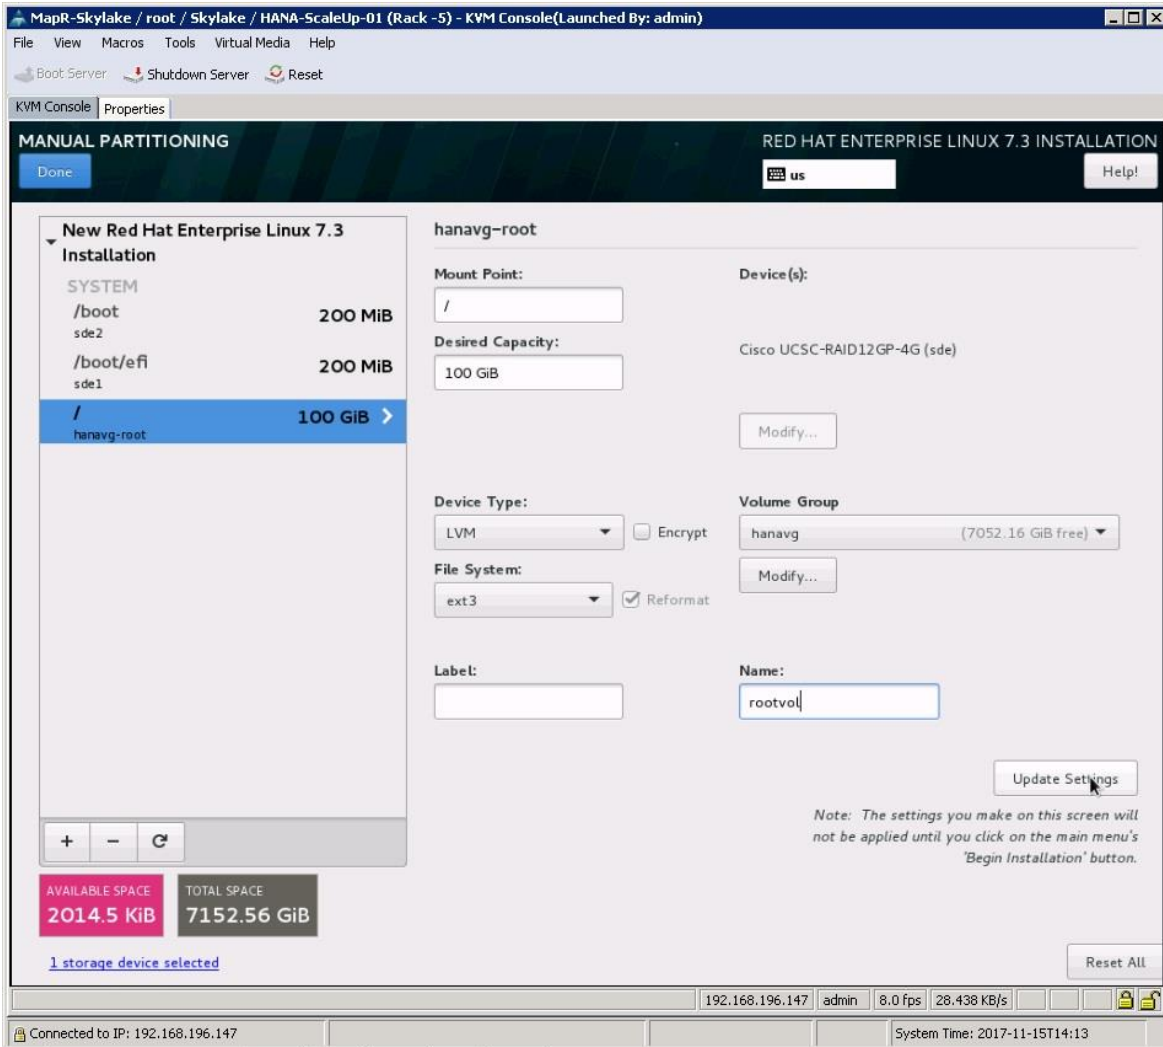 MapR-Skylake / root / Skylake / HANA-ScaleUp-01 (Rack -5) - KVM Console(Launched By: admin)
File View Macros Tools Virtual Media Help
Boot Server Shutdown Server Reset
KVM Console Properties
MANUAL PARTITIONING
RED HAT ENTERPRISE LINUX 7.3 INSTALLATION
Done
us
Help!
New Red Hat Enterprise Linux 7.3
Installation
SYSTEM
/boot 200 MiB
sde2
/boot/efi 200 MiB
sde1
/ 100 GiB
hanavg-root
+ - 
AVAILABLE SPACE
2014.5 KiB
TOTAL SPACE
7152.56 GiB
1 storage device selected
hanavg-root
Mount Point:
/
Desired Capacity:
100 GiB
Device(s):
Cisco UCSC-RAID12GP-4G (sde)
Modify...
Device Type:
LVM
Encrypt
Volume Group
hanavg (7052.16 GiB free)
File System:
ext3
Reformat
Modify...
Label:
Name:
rootvol
Update Settings
Note: The settings you make on this screen will
not be applied until you click on the main menu's
'Begin Installation' button.
Reset All
192.168.196.147 admin 8.0 fps 28.438 KB/s
Connected to IP: 192.168.196.147
System Time: 2017-11-15T14:13